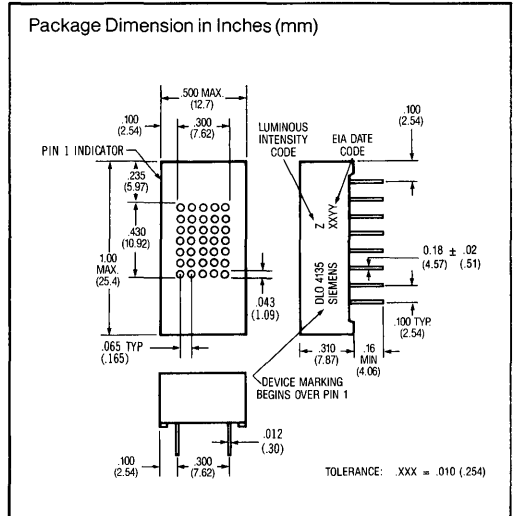 Package Dimension in Inches (mm)
.500 MAX.
(12.7)
.100
(2.54)
.300
(7.62)
PIN 1 INDICATOR
.235
(5.97)
.430
(10.92)
1.00
MAX.
(25.4)
.043
(1.09)
.065 TYP
(.165)
LUMINOUS
INTENSITY
CODE
EIA DATE
CODE
.100
(2.54)
Z
XXYY
DLO 4135
SIEMENS
0.18 ± .02
(4.57) (.51)
.100 TYP.
(2.54)
.310
(7.87)
.16
MIN
(4.06)
DEVICE MARKING
BEGINS OVER PIN 1
.012
(.30)
.100
(2.54)
.300
(7.62)
TOLERANCE: .XXX = .010 (.254)